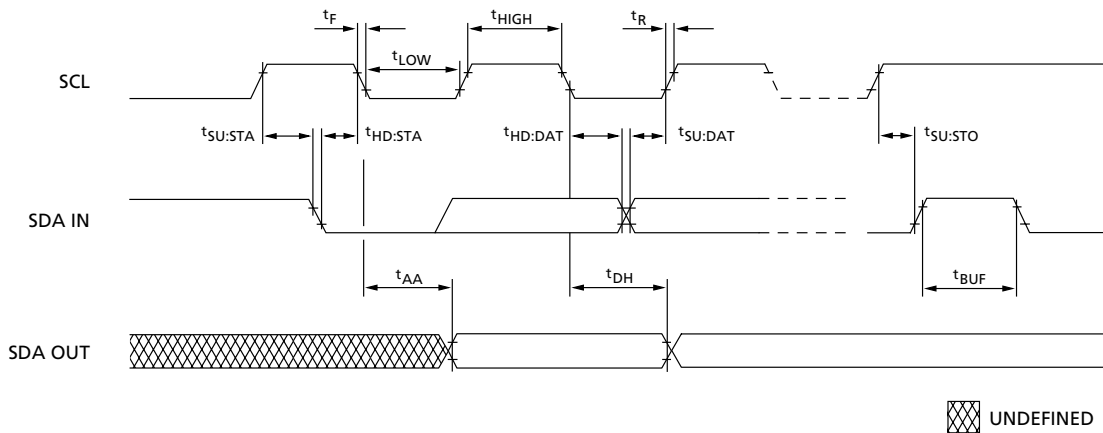 tF
tHIGH
tR
tLOW
SCL
tSU:STA
tHD:STA
tHD:DAT
tSU:DAT
tSU:STO
SDA IN
tAA
tDH
tBUF
SDA OUT
UNDEFINED